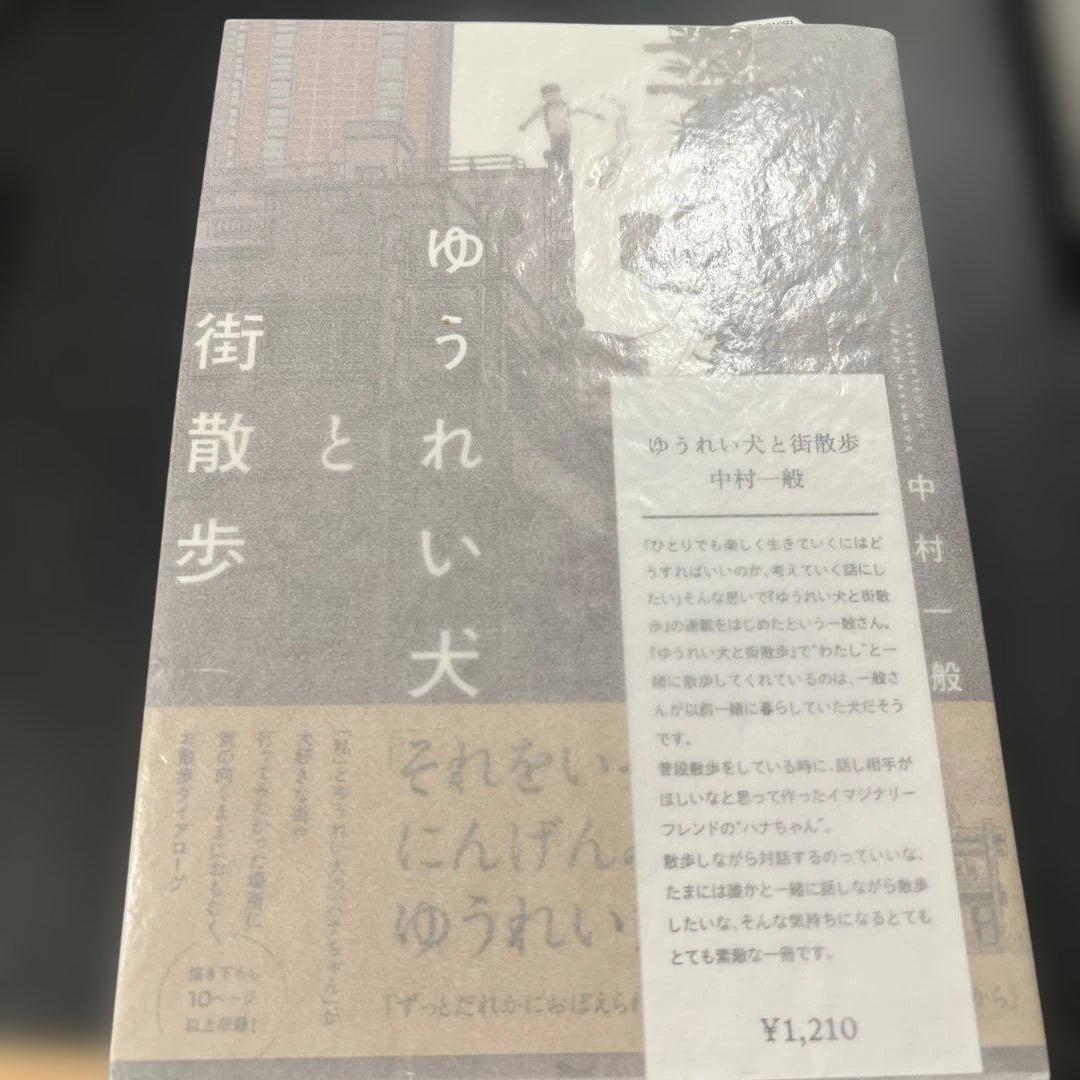 ゆうれい犬
と
街散歩
中村一般
ゆうれい犬と街散歩
中村一般
「ひとりでも楽しく生きていくにはど
うすればいいのか、考えていく話にし
たい」そんな思いで『ゆうれい犬と街散
歩』の連載をはじめたという一般さん。
『ゆうれい犬と街散歩』で“わたし”と一
緒に散歩してくれているのは、一般さ
んが以前一緒に暮らしていた犬だそう
です。
普段散歩をしている時に、話し相手が
ほしいなと思って作ったイマジナリー
フレンドの“ハナちゃん”。
散歩しながら対話するのっていいな、
たまには誰かと一緒に話しながら散歩
したいな、そんな気持ちになるとても
とても素敵な一冊です。
¥1,210
「それをい
にんげんの
ゆうれい
「ずっとだれかにおぼえられ
から」
「私」とゆうれい犬の「ハナちゃん」が
大好きな街や
行ってみたかった場所に
気の向くままにおもむく
お散歩ダイアローグ
描き下ろし
10ページ
以上収録!